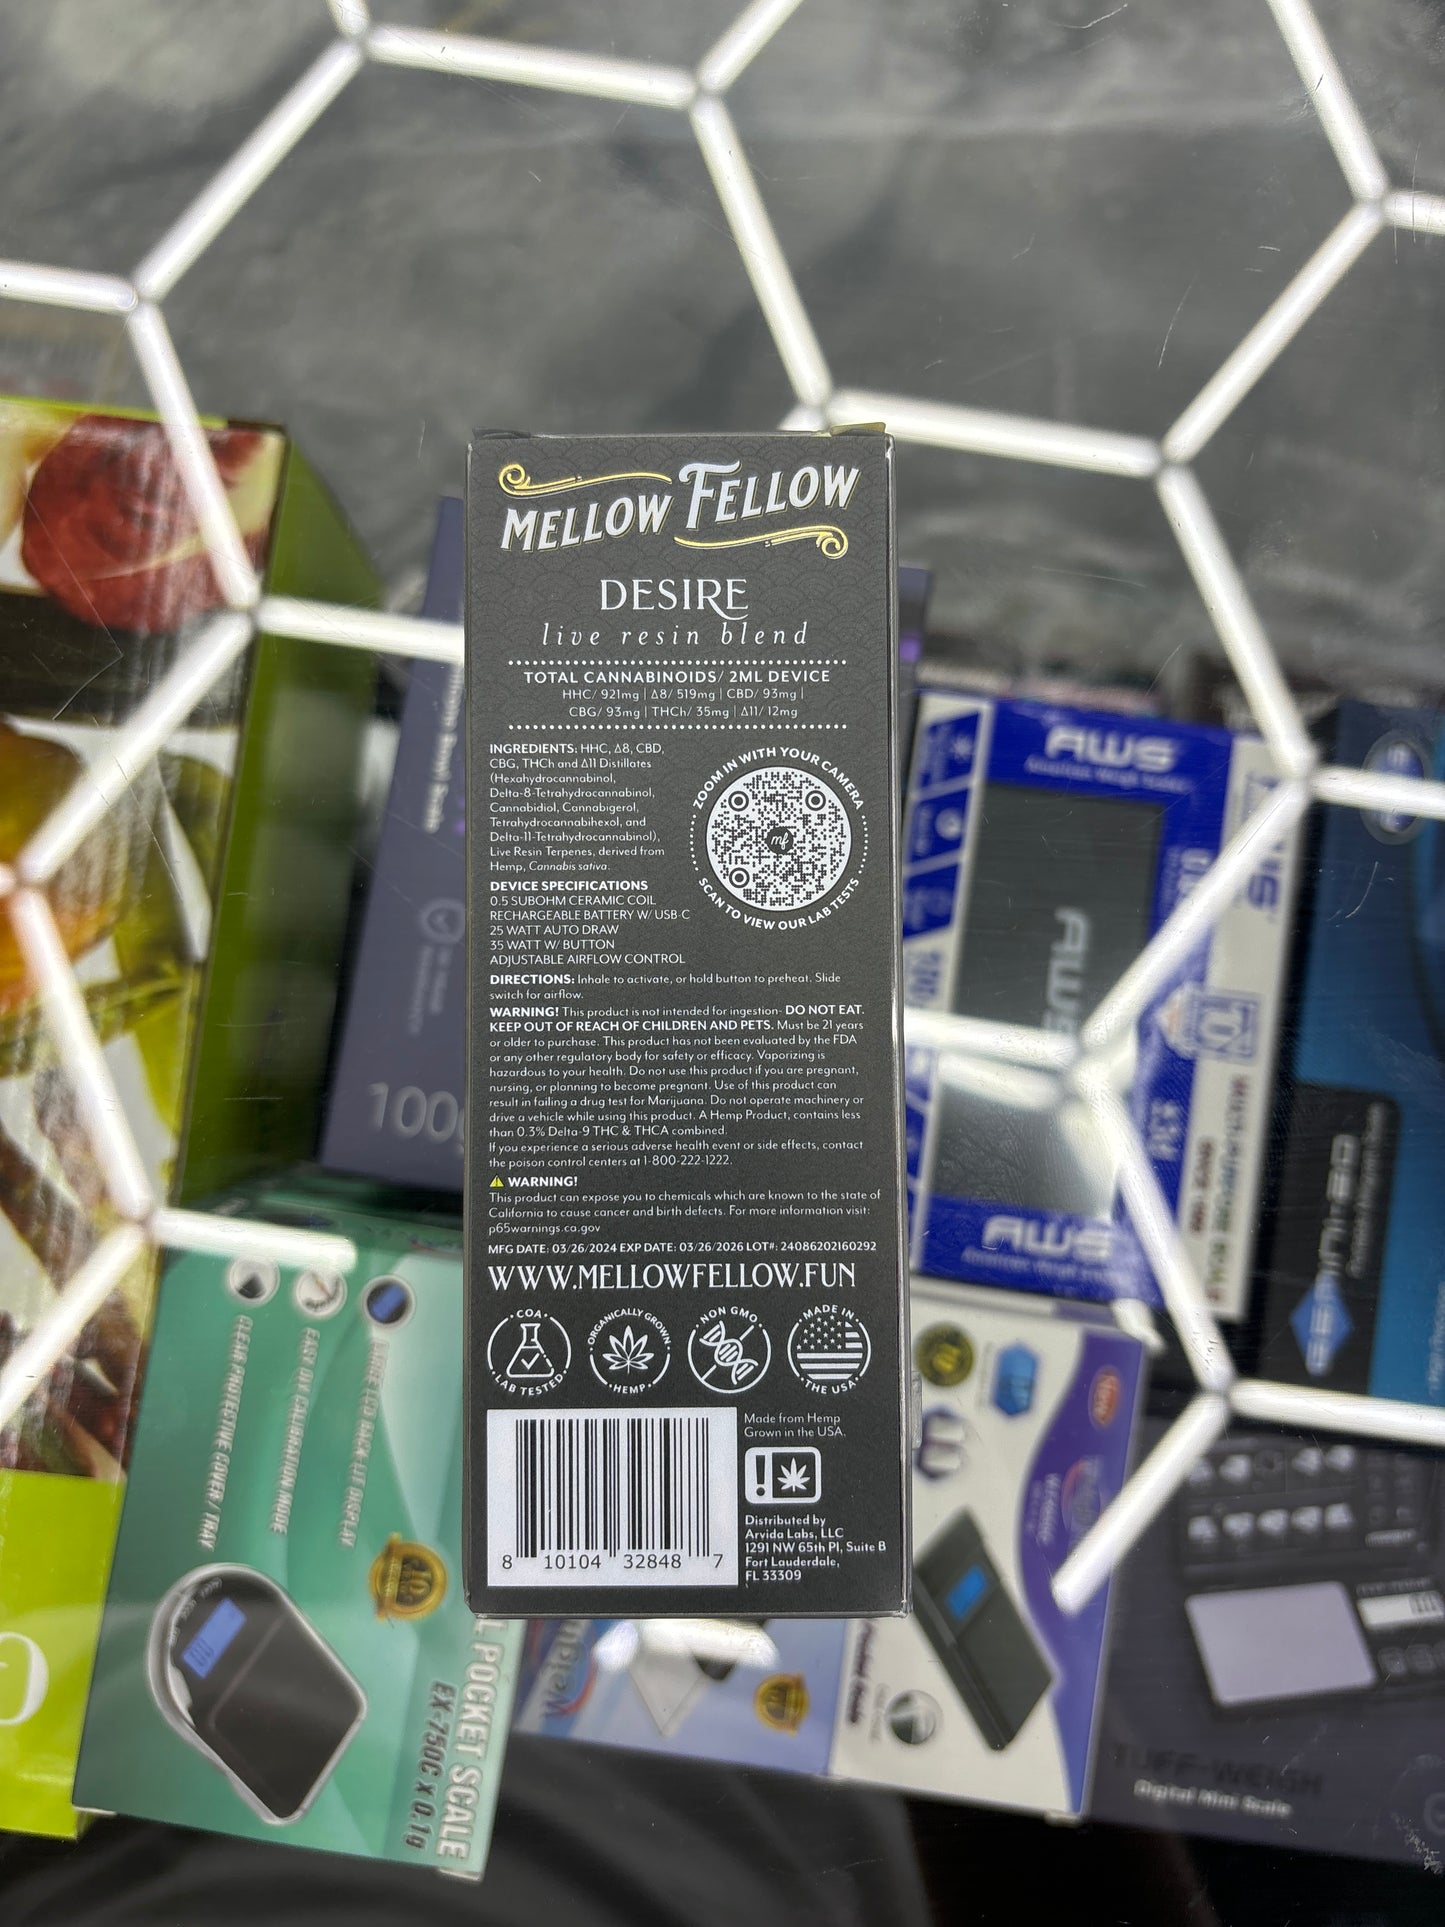 MELLOW FELLOW
DESIRE
live resin blend
TOTAL CANNABINOIDS/ 2ML DEVICE
HHC/ 921mg | Δ8/ 519mg | CBD/ 93mg |
CBG/ 93mg | THCh/ 35mg | Δ11/ 12mg
INGREDIENTS: HHC, Δ8, CBD,
CBG, THCh and Δ11 Distillates
(Hexahydrocannabinol,
Delta-8-Tetrahydrocannabinol,
Cannabidiol, Cannabigerol,
Tetrahydrocannabihexol, and
Delta-11-Tetrahydrocannabinol),
Live Resin Terpenes, derived from
Hemp, Cannabis sativa.
ZOOM IN WITH YOUR CAMERA
mf
SCAN TO VIEW OUR LAB TESTS
DEVICE SPECIFICATIONS
0.5 SUBOHM CERAMIC COIL
RECHARGEABLE BATTERY W/ USB-C
25 WATT AUTO DRAW
35 WATT W/ BUTTON
ADJUSTABLE AIRFLOW CONTROL
DIRECTIONS: Inhale to activate, or hold button to preheat. Slide
switch for airflow.
WARNING! This product is not intended for ingestion- DO NOT EAT.
KEEP OUT OF REACH OF CHILDREN AND PETS. Must be 21 years
or older to purchase. This product has not been evaluated by the FDA
or any other regulatory body for safety or efficacy. Vaporizing is
hazardous to your health. Do not use this product if you are pregnant,
nursing, or planning to become pregnant. Use of this product can
result in failing a drug test for Marijuana. Do not operate machinery or
drive a vehicle while using this product. A Hemp Product, contains less
than 0.3% Delta-9 THC & THCA combined.
If you experience a serious adverse health event or side effects, contact
the poison control centers at 1-800-222-1222.
WARNING!
This product can expose you to chemicals which are known to the state of
California to cause cancer and birth defects. For more information visit:
p65warnings.ca.gov
MFG DATE: 03/26/2024 EXP DATE: 03/26/2026 LOT#: 24086202160292
WWW.MELLOWFELLOW.FUN
COA
LAB TESTED
ORGANICALLY GROWN
HEMP
NON GMO
MADE IN
THE USA
Made from Hemp
Grown in the USA.
Distributed by
Arvida Labs, LLC
1291 NW 65th Pl, Suite B
Fort Lauderdale,
FL 33309
8 10104 32848 7
AWS
AWS
AWS
100g
CLEAR PROTECTIVE COVER/ TRAY
EASY CALIBRATION MODE
LARGE LCD BACK-LIT DISPLAY
POCKET SCALE
EX-750C X 0.1g
TUFF-WEIGH
Digital Mini Scale